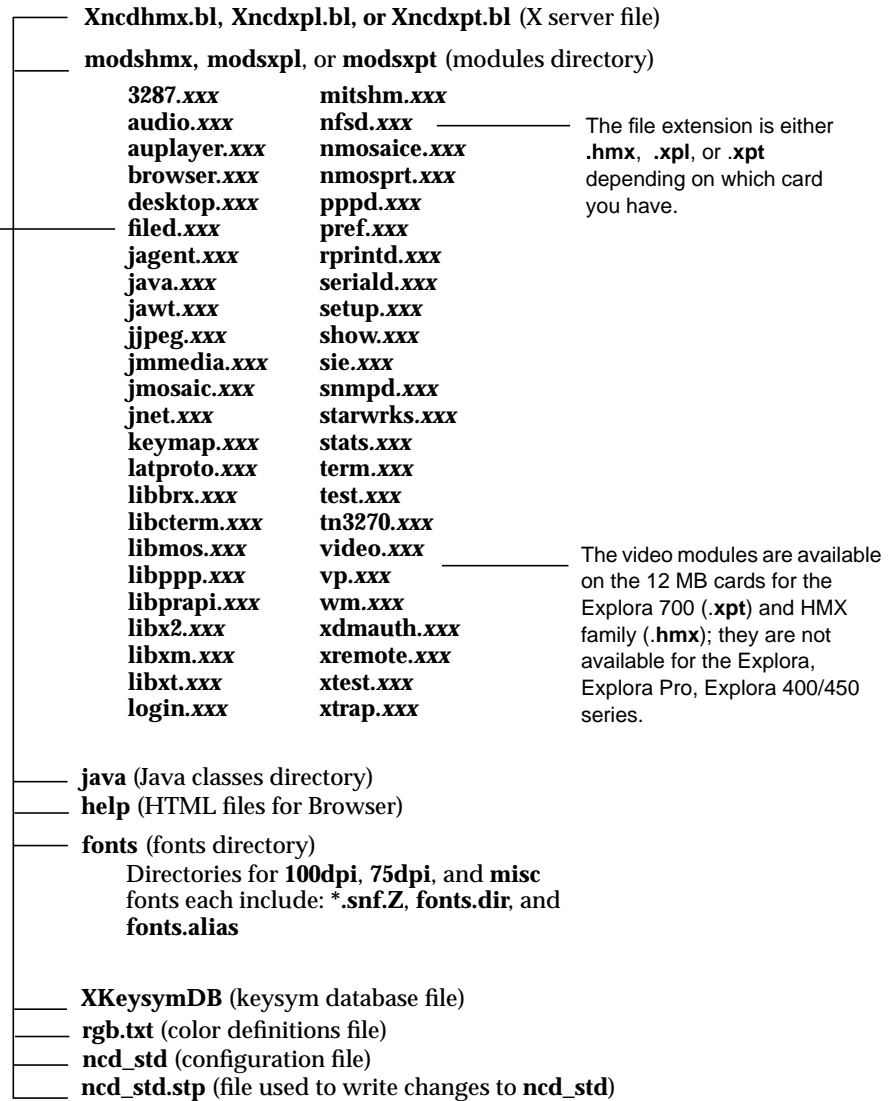 Xncdhmx.bl, Xncdxpl.bl, or Xncdxpt.bl (X server file)
modshmx, modsxpl, or modsxpt (modules directory)
3287.xxx
audio.xxx
auplayer.xxx
browser.xxx
desktop.xxx
filed.xxx
jagent.xxx
java.xxx
jawt.xxx
jjpeg.xxx
jmmedia.xxx
jmosaic.xxx
jnet.xxx
keymap.xxx
latproto.xxx
libbrx.xxx
libcterm.xxx
libmos.xxx
libppp.xxx
libprapi.xxx
libx2.xxx
libxm.xxx
libxt.xxx
login.xxx
mitshm.xxx
nfsd.xxx
nmosaice.xxx
nmosprt.xxx
pppd.xxx
pref.xxx
rprintd.xxx
seriald.xxx
setup.xxx
show.xxx
sie.xxx
snmpd.xxx
starwrks.xxx
stats.xxx
term.xxx
test.xxx
tn3270.xxx
video.xxx
vp.xxx
wm.xxx
xdmauth.xxx
xremote.xxx
xtest.xxx
xtrap.xxx
The file extension is either
.hmx, .xpl, or .xpt
depending on which card
you have.
The video modules are available
on the 12 MB cards for the
Explora 700 (.xpt) and HMX
family (.hmx); they are not
available for the Explora,
Explora Pro, Explora 400/450
series.
java (Java classes directory)
help (HTML files for Browser)
fonts (fonts directory)
Directories for 100dpi, 75dpi, and misc
fonts each include: *.snf.Z, fonts.dir, and
fonts.alias
XKeysymDB (keysym database file)
rgb.txt (color definitions file)
ncd_std (configuration file)
ncd_std.stp (file used to write changes to ncd_std)